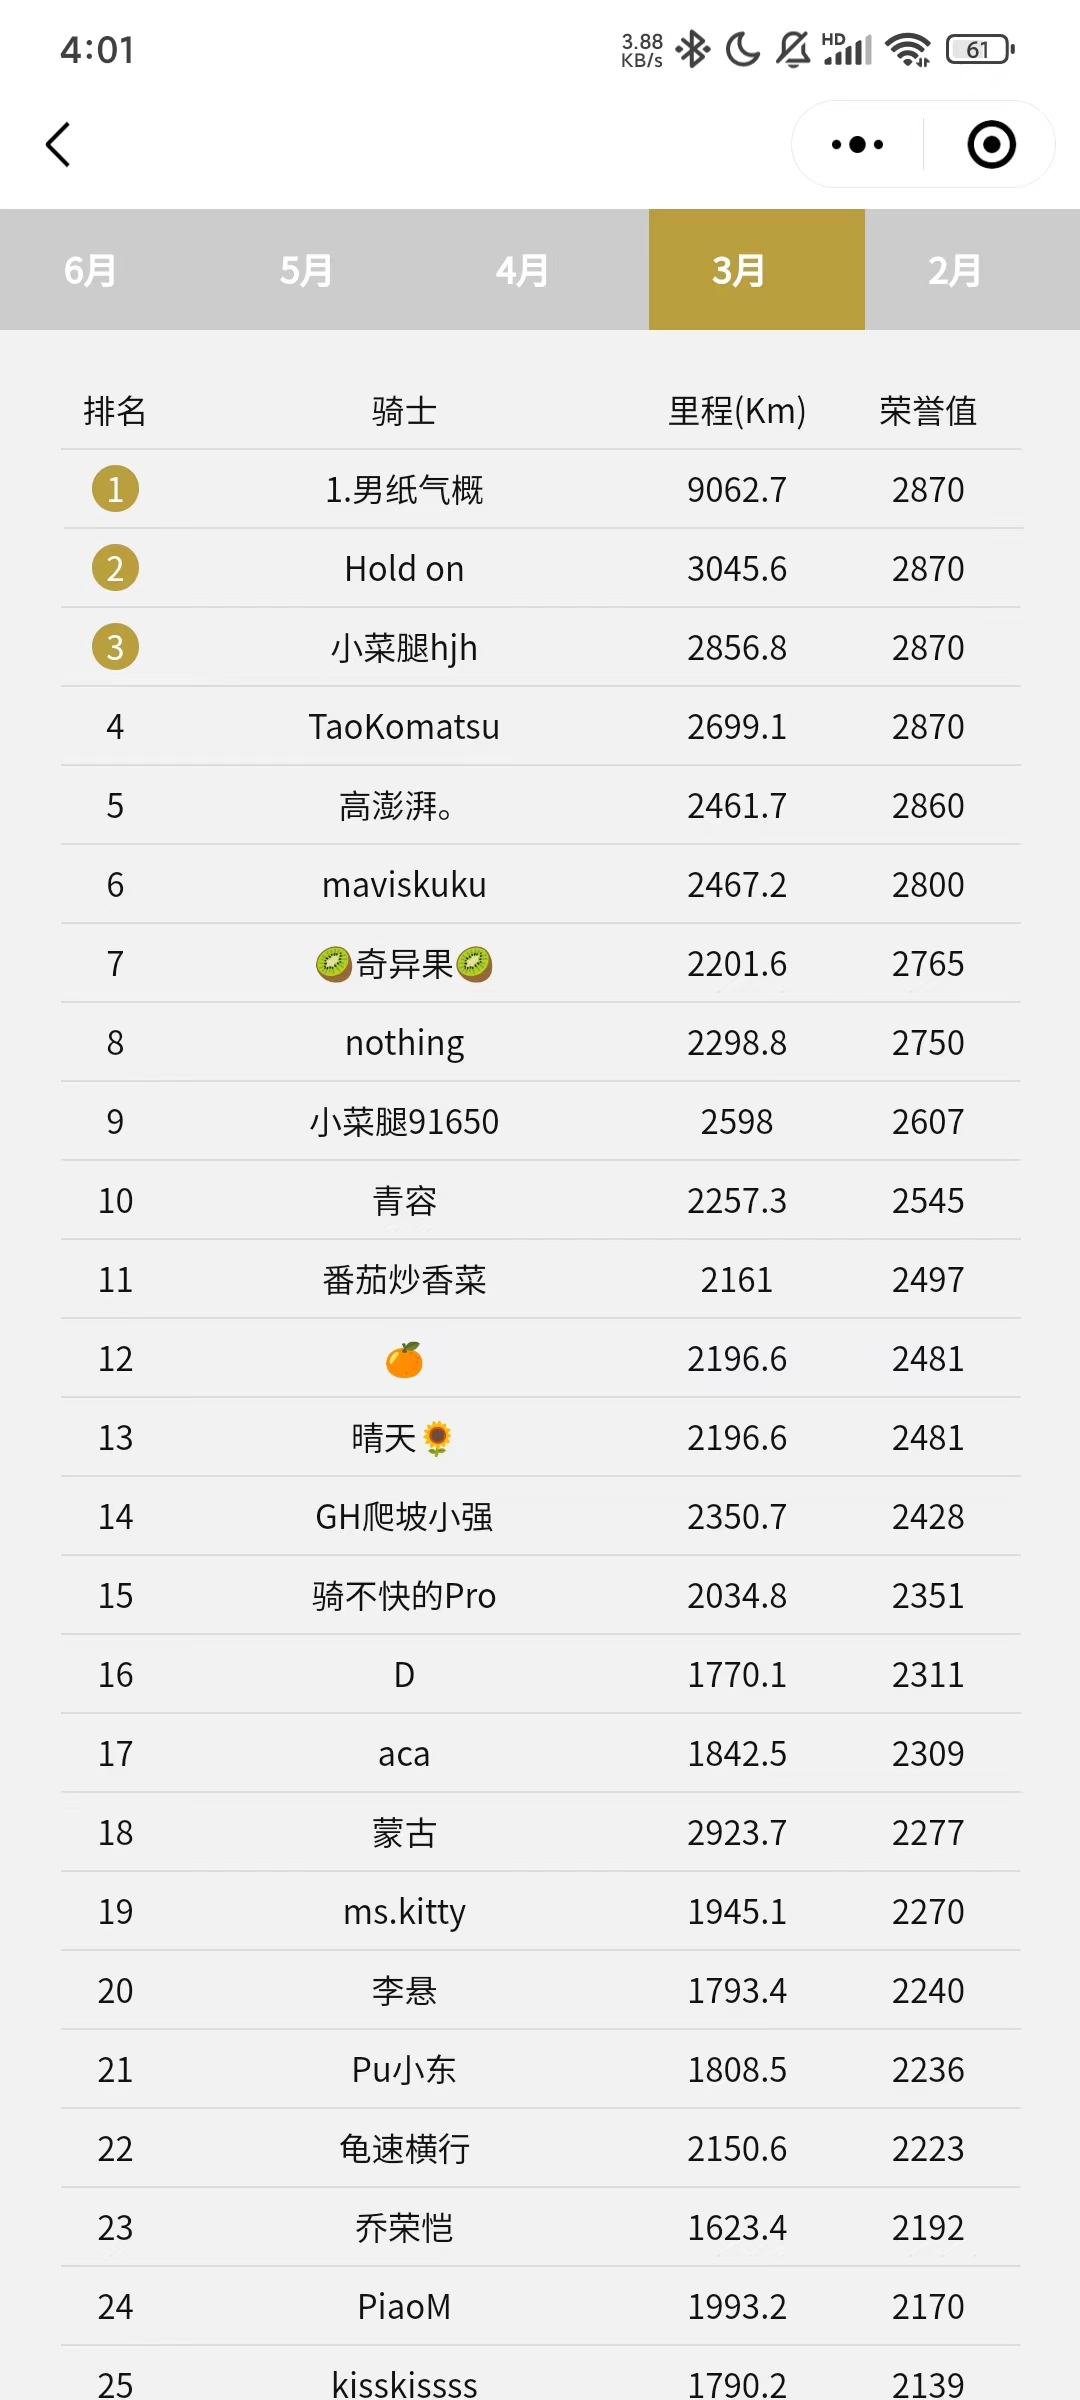 4:01 3.88 KB/s HD 61
6月 5月 4月 3月 2月
排名 骑士 里程(Km) 荣誉值
1 1.男纸气概 9062.7 2870
2 Hold on 3045.6 2870
3 小菜腿hjh 2856.8 2870
4 TaoKomatsu 2699.1 2870
5 高澎湃。 2461.7 2860
6 maviskuku 2467.2 2800
7 🥝奇异果🥝 2201.6 2765
8 nothing 2298.8 2750
9 小菜腿91650 2598 2607
10 青容 2257.3 2545
11 番茄炒香菜 2161 2497
12 🍊 2196.6 2481
13 晴天🌻 2196.6 2481
14 GH爬坡小强 2350.7 2428
15 骑不快的Pro 2034.8 2351
16 D 1770.1 2311
17 aca 1842.5 2309
18 蒙古 2923.7 2277
19 ms.kitty 1945.1 2270
20 李悬 1793.4 2240
21 Pu小东 1808.5 2236
22 龟速横行 2150.6 2223
23 乔荣恺 1623.4 2192
24 PiaoM 1993.2 2170
25 kisskissss 1790.2 2139